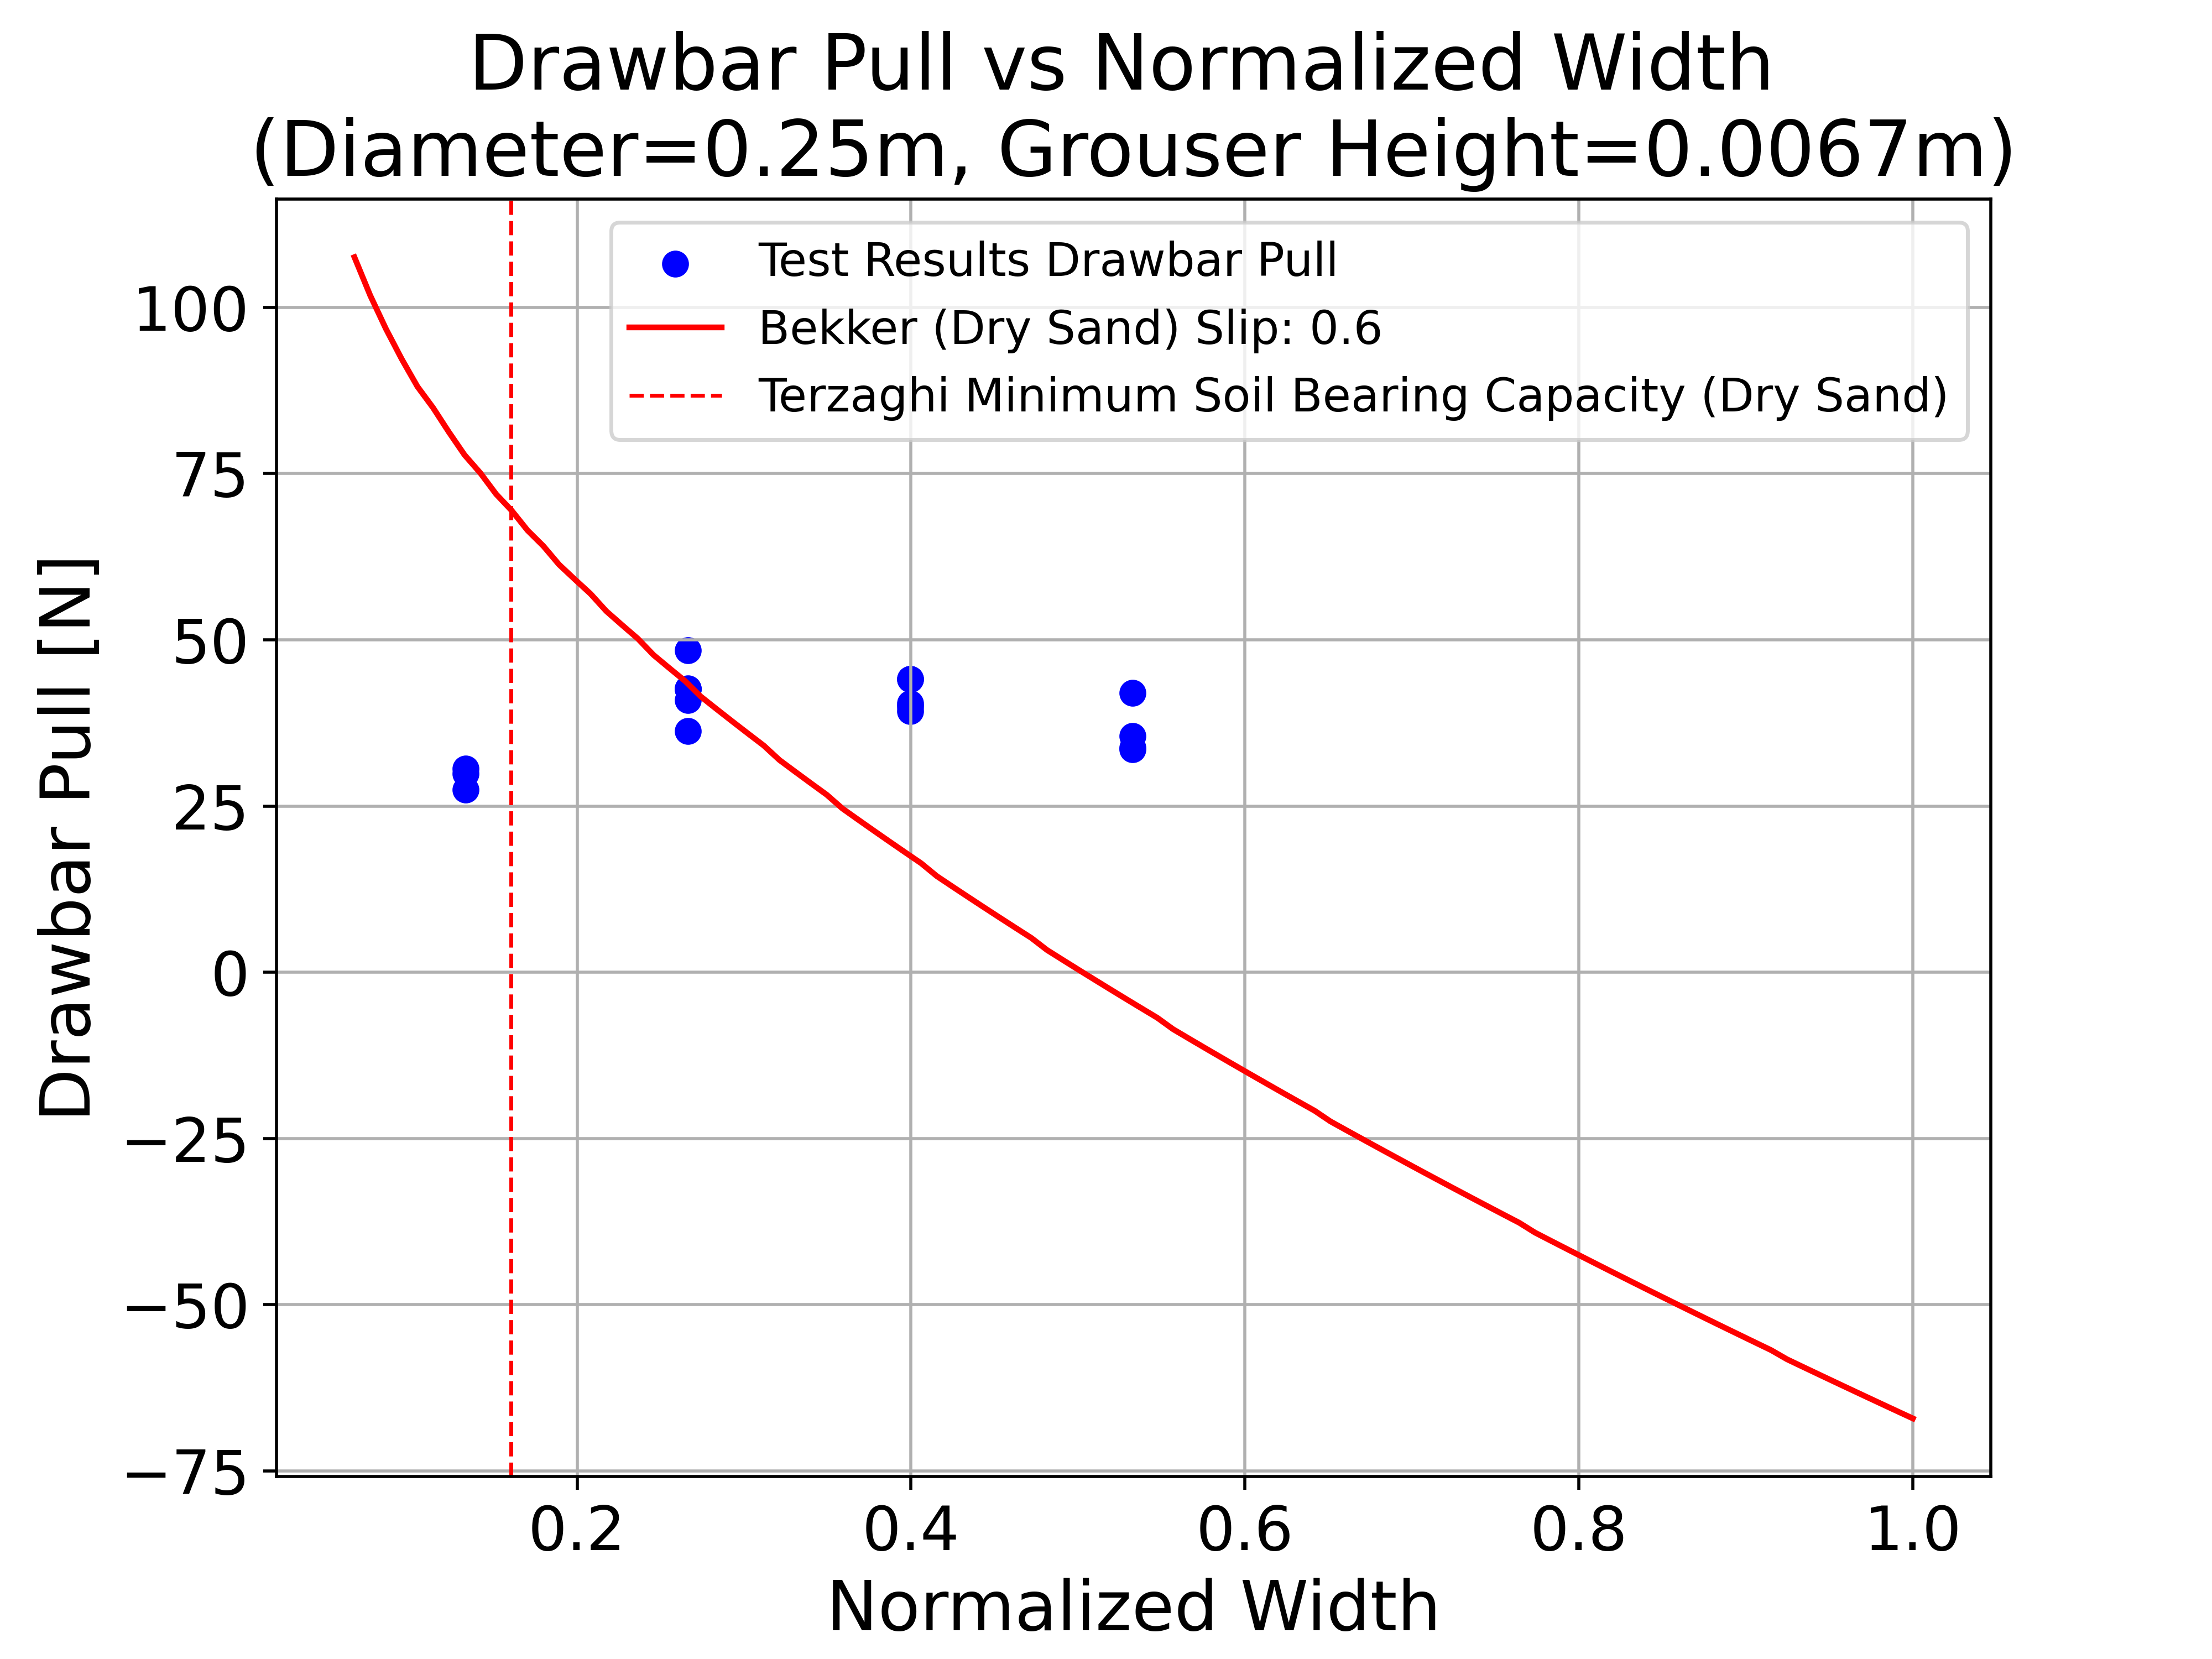 Drawbar Pull vs Normalized Width
(Diameter=0.25m, Grouser Height=0.0067m)
Test Results Drawbar Pull
Bekker (Dry Sand) Slip: 0.6
Terzaghi Minimum Soil Bearing Capacity (Dry Sand)
Drawbar Pull [N]
100
75
50
25
0
−25
−50
−75
0.2 0.4 0.6 0.8 1.0
Normalized Width